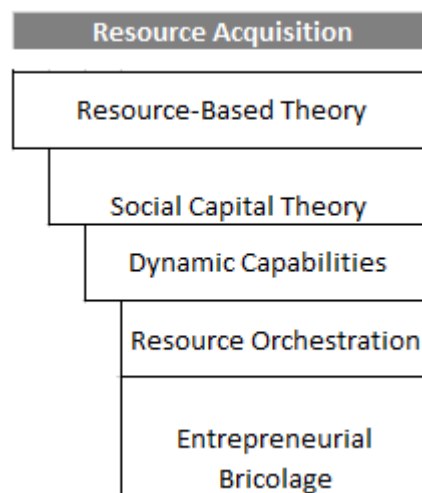 Resource Acquisition
Resource-Based Theory
Social Capital Theory
Dynamic Capabilities
Resource Orchestration
Entrepreneurial
Bricolage